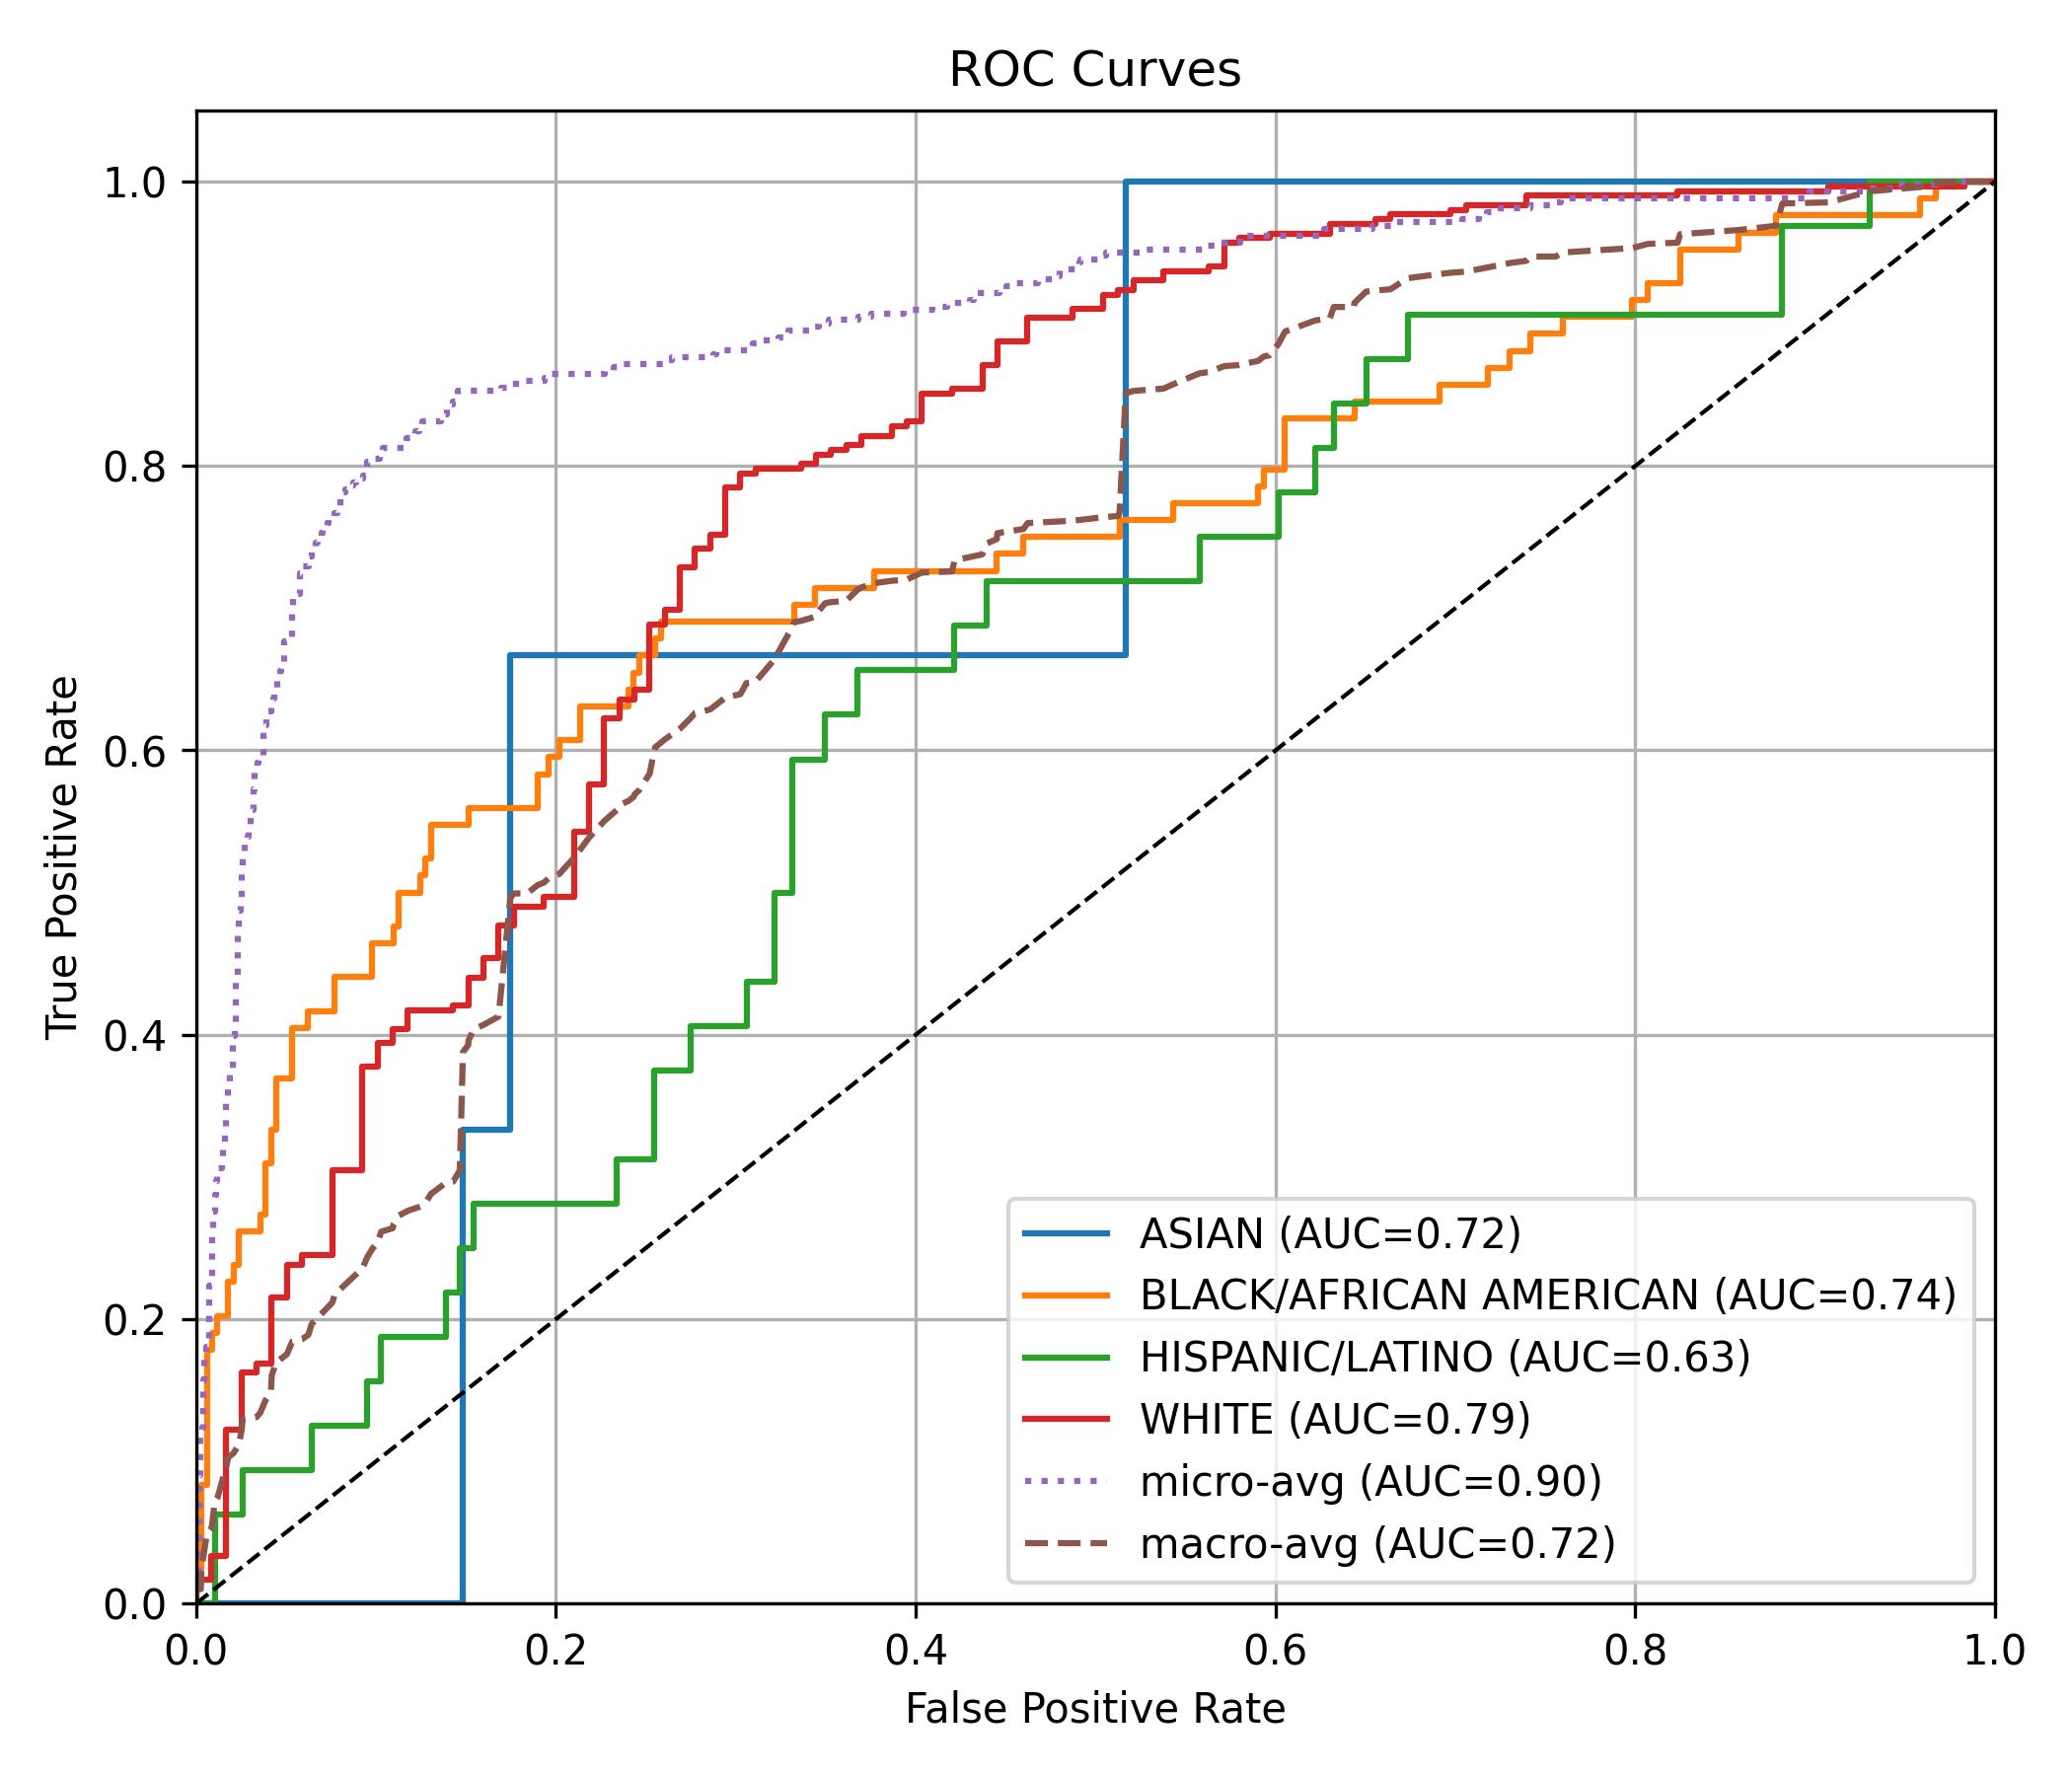 ROC Curves
True Positive Rate
1.0
0.8
0.6
0.4
0.2
0.0
ASIAN (AUC=0.72)
BLACK/AFRICAN AMERICAN (AUC=0.74)
HISPANIC/LATINO (AUC=0.63)
WHITE (AUC=0.79)
micro-avg (AUC=0.90)
macro-avg (AUC=0.72)
0.0 0.2 0.4 0.6 0.8 1.0
False Positive Rate